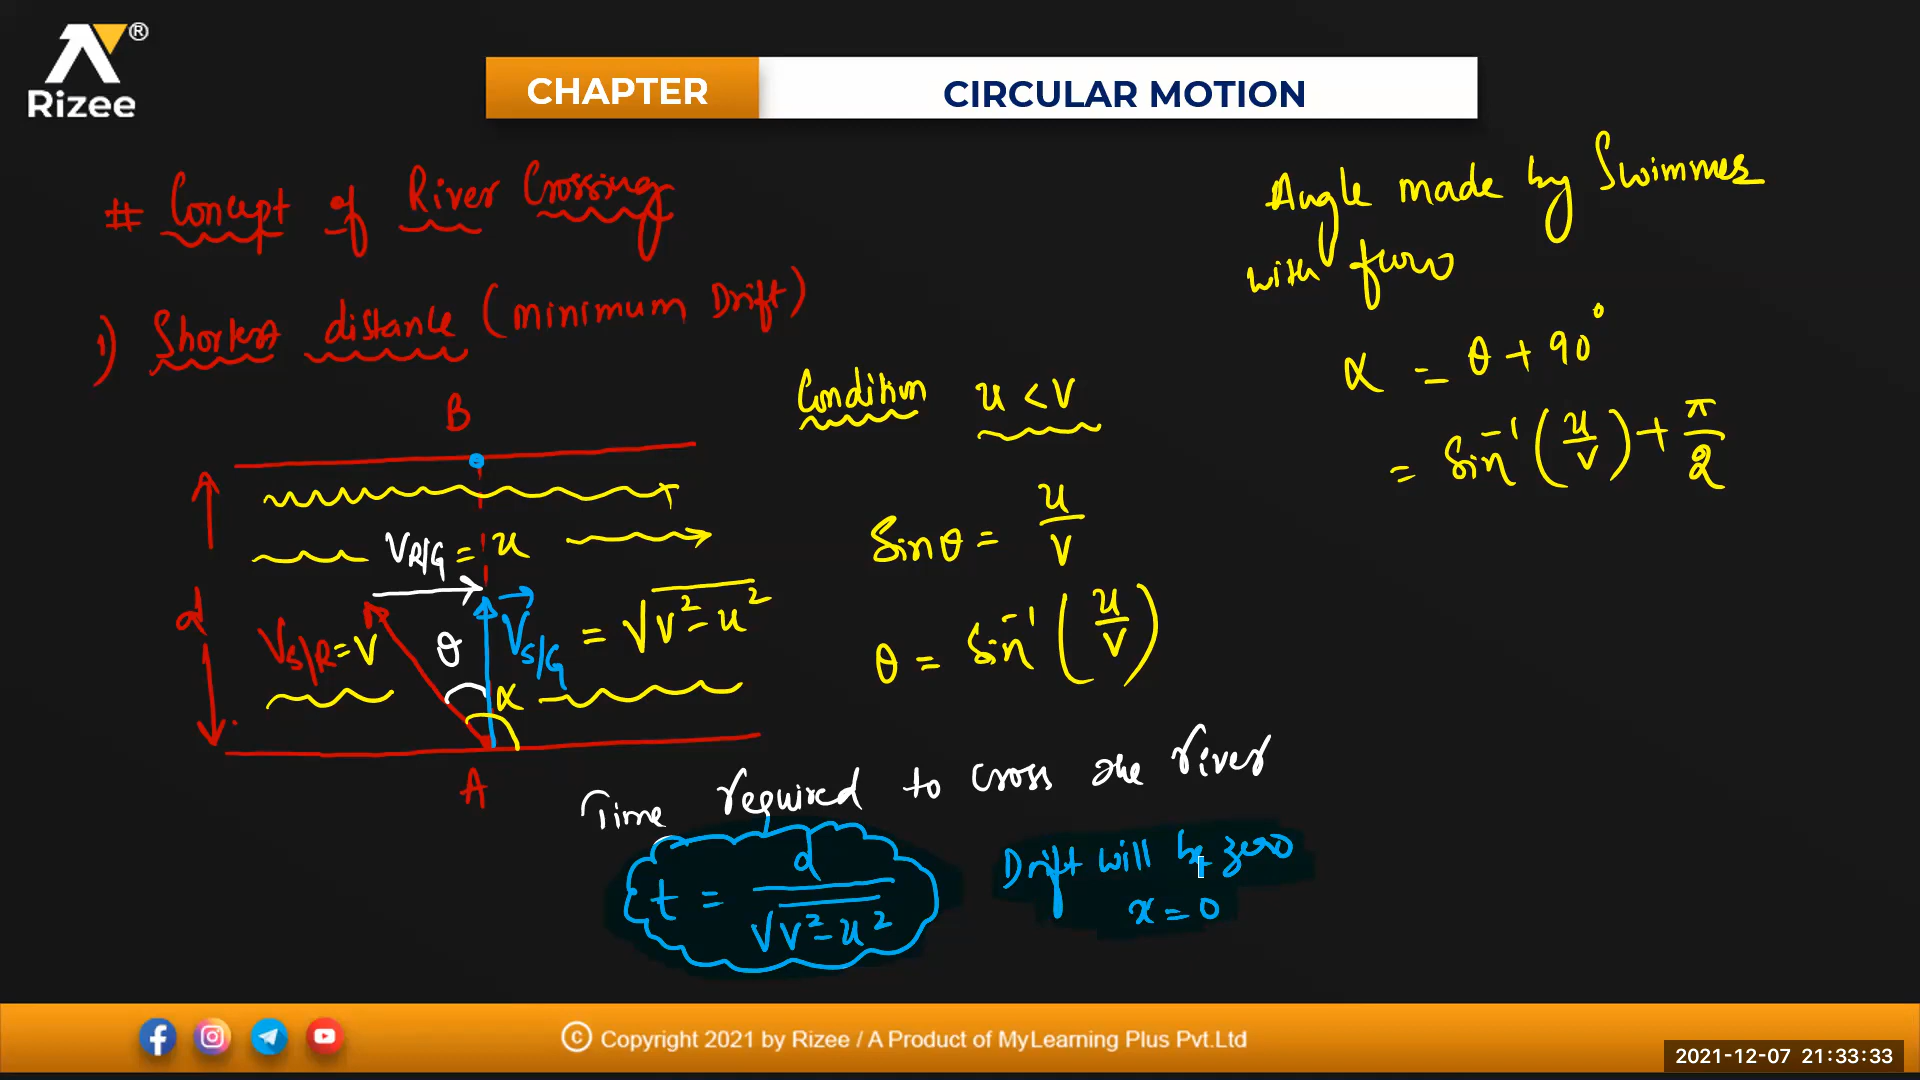 Rizee®
CHAPTER CIRCULAR MOTION
# Concept of River Crossing
1) Shortest distance (minimum Drift)
B
V_R/G = u
d
V_S/R = V
θ
V_S/G = √(V² - u²)
α
A
Condition u < V
Sin θ = u/V
θ = Sin⁻¹ (u/V)
Time required to cross the river
t = d/√(V² - u²)
Drift will be zero
x = 0
Angle made by Swimmer
with flow
α = θ + 90°
= Sin⁻¹ (u/V) + π/2
© Copyright 2021 by Rizee / A Product of MyLearning Plus Pvt.Ltd
2021-12-07 21:33:33